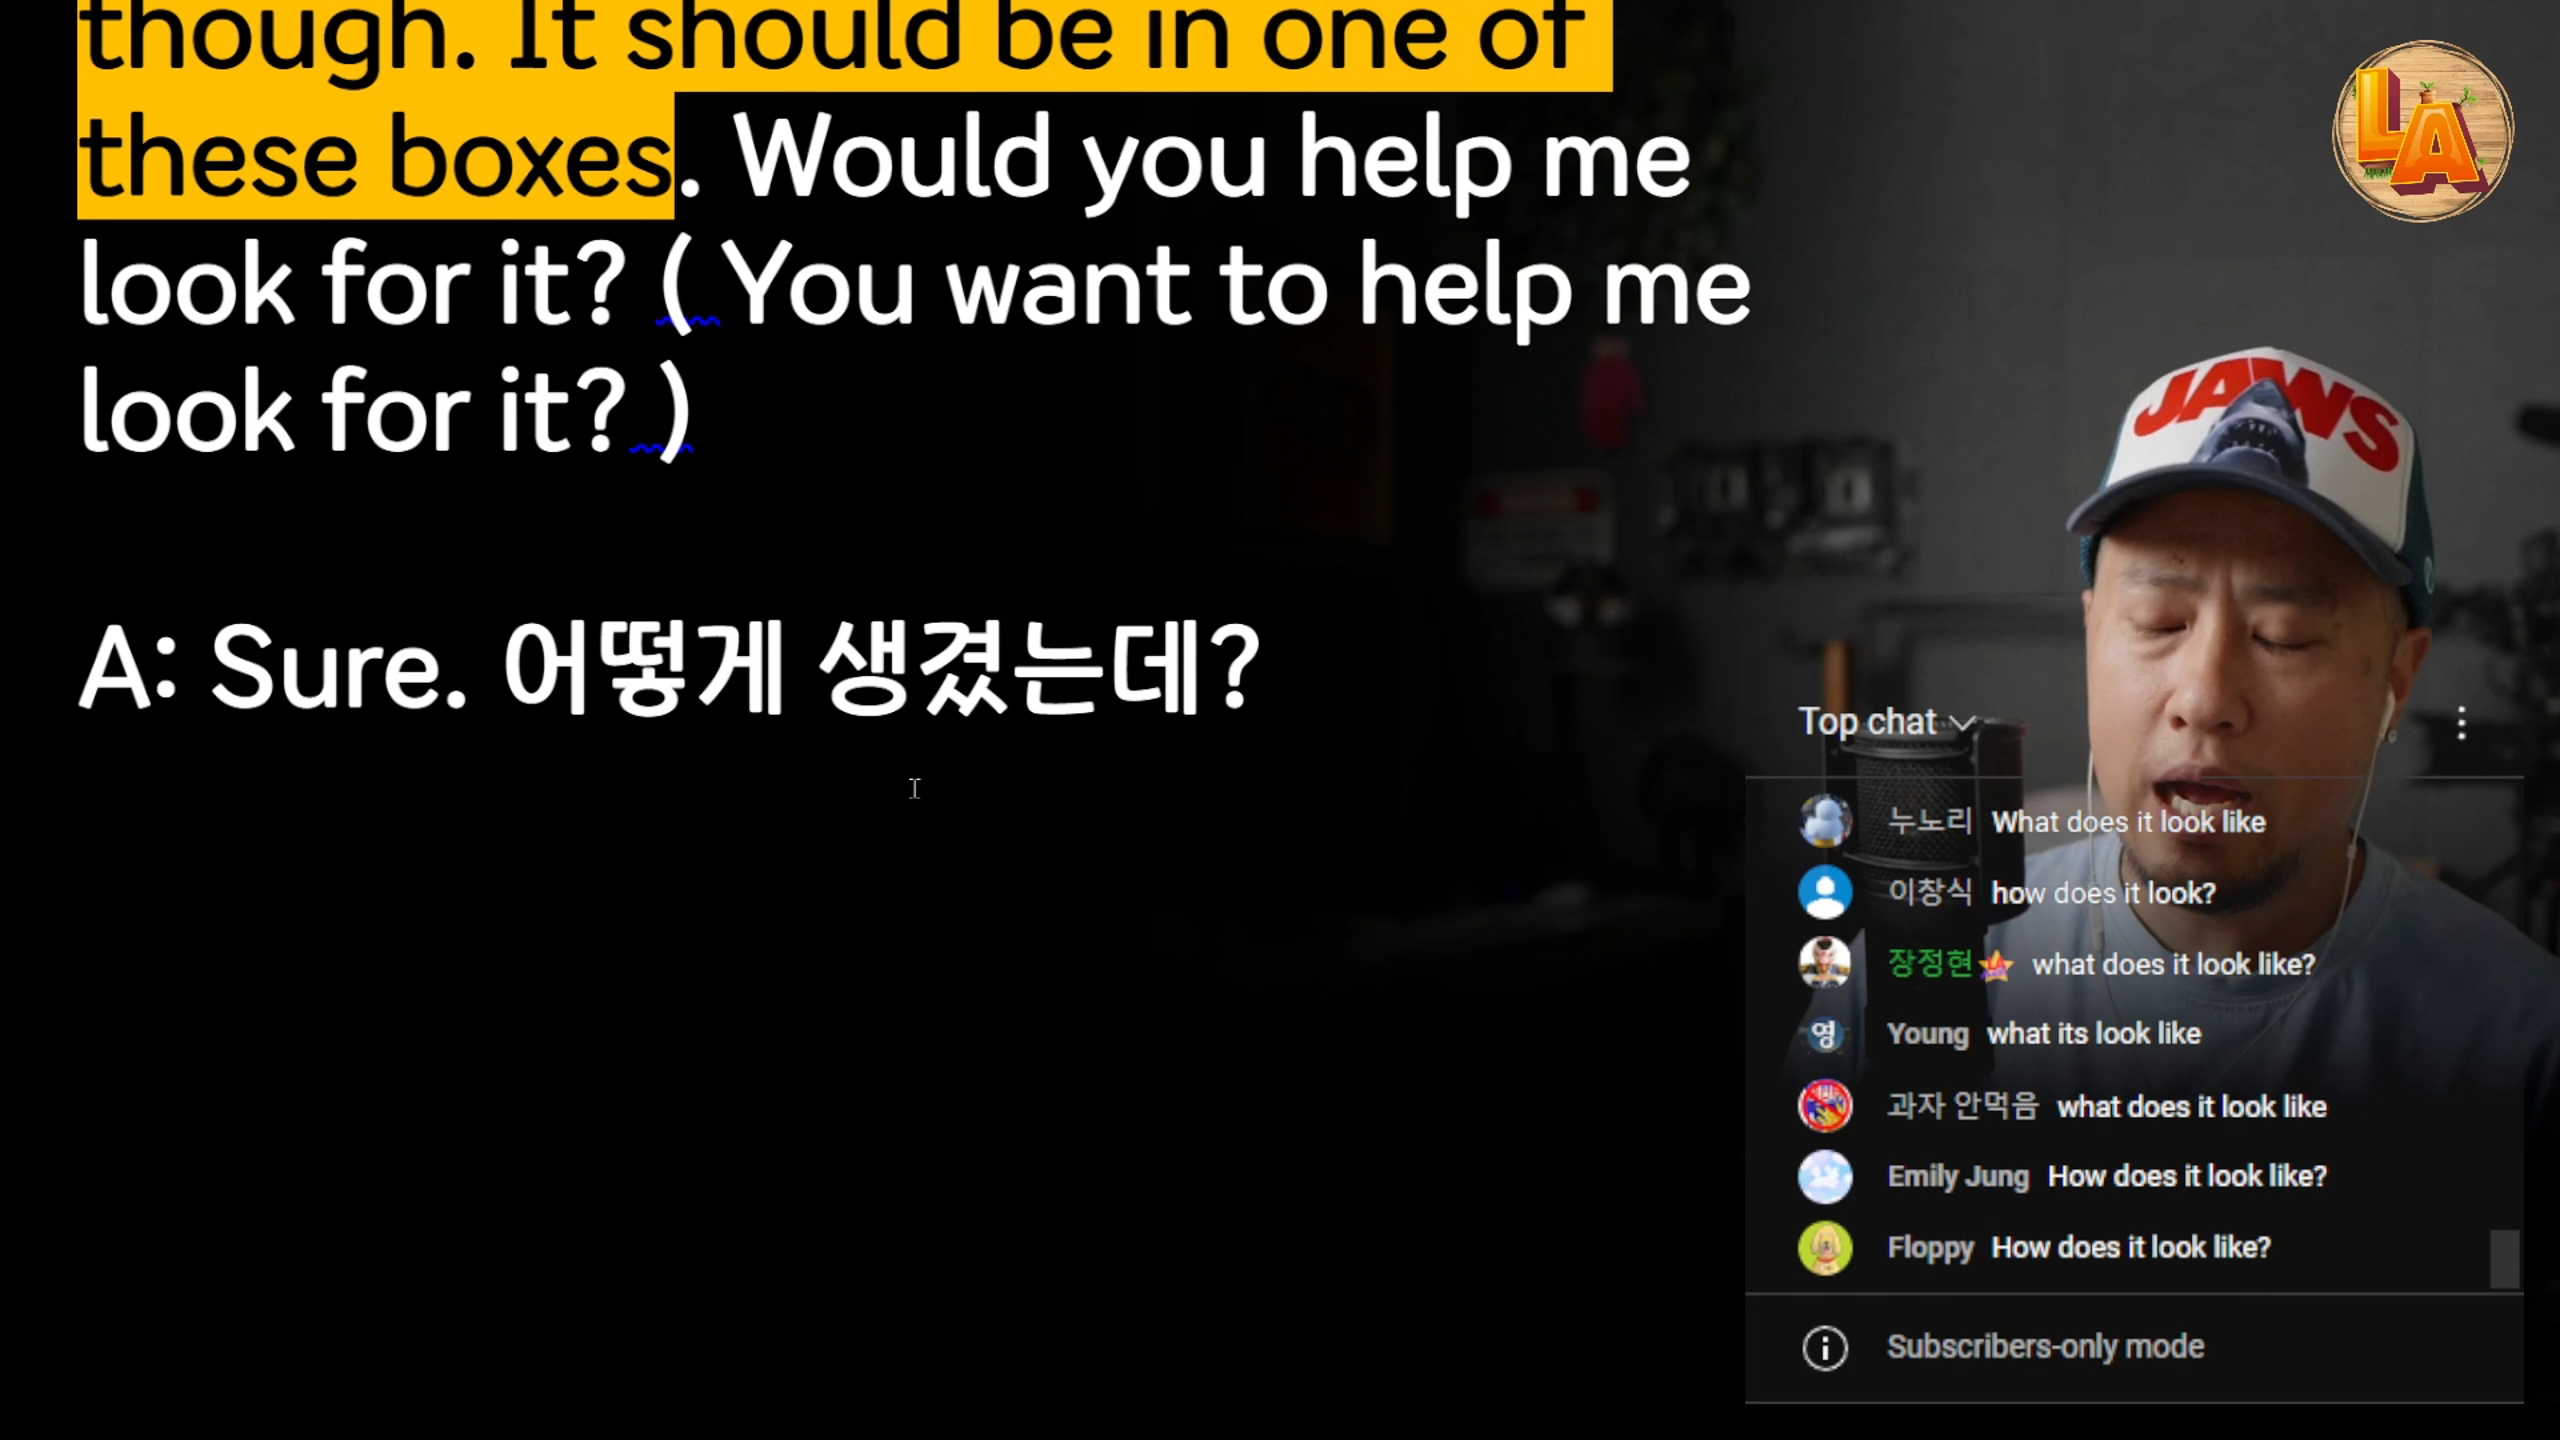 though. It should be in one of
these boxes. Would you help me
look for it? ( You want to help me
look for it? )
A: Sure. 어떻게 생겼는데?
LA
JAWS
Top chat
누노리 What does it look like
이창식 how does it look?
장정현 what does it look like?
영 Young what its look like
과자 안먹음 what does it look like
Emily Jung How does it look like?
Floppy How does it look like?
Subscribers-only mode